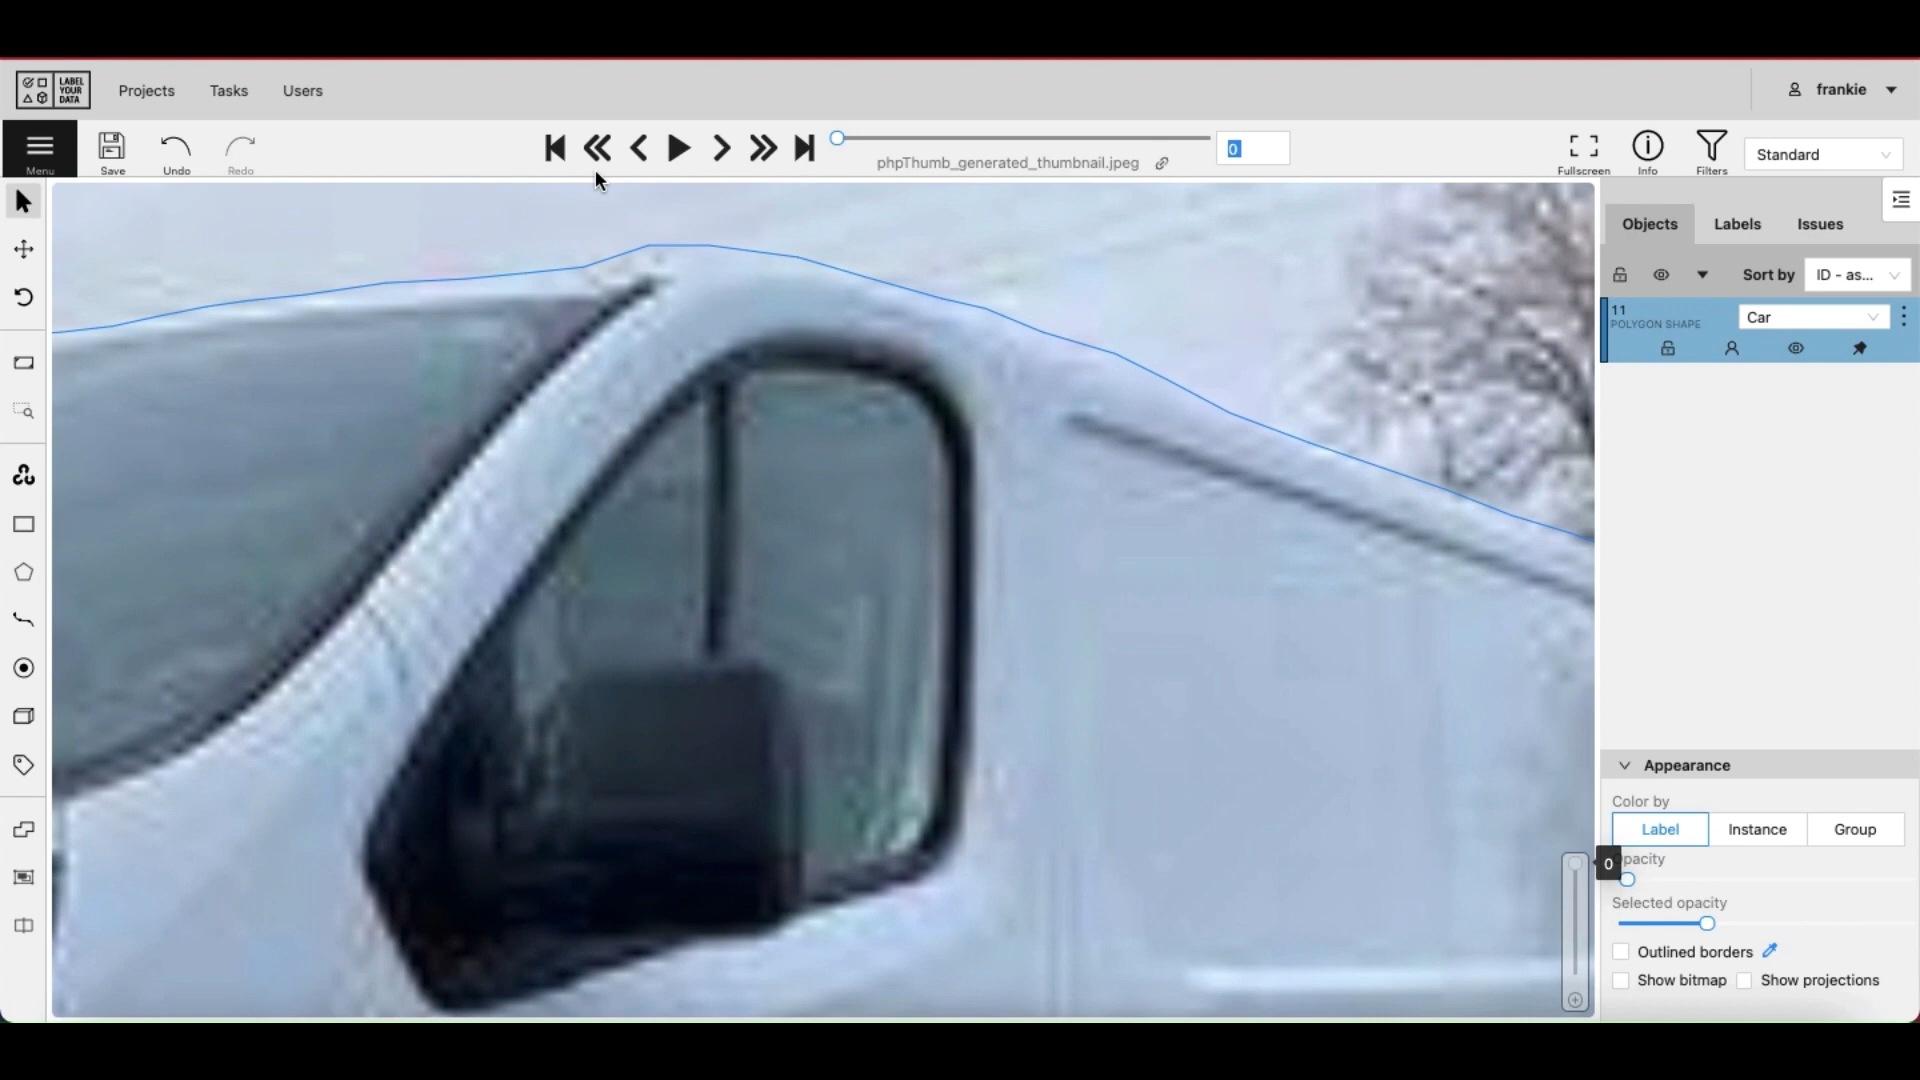 LABEL
YOUR
DATA
Projects
Tasks
Users
frankie
Menu
Save
Undo
Redo
phpThumb_generated_thumbnail.jpeg
0
Fullscreen
Info
Filters
Standard
Objects
Labels
Issues
Sort by
ID - as...
11
POLYGON SHAPE
Car
Appearance
Color by
Label
Instance
Group
0
pacity
Selected opacity
Outlined borders
Show bitmap
Show projections